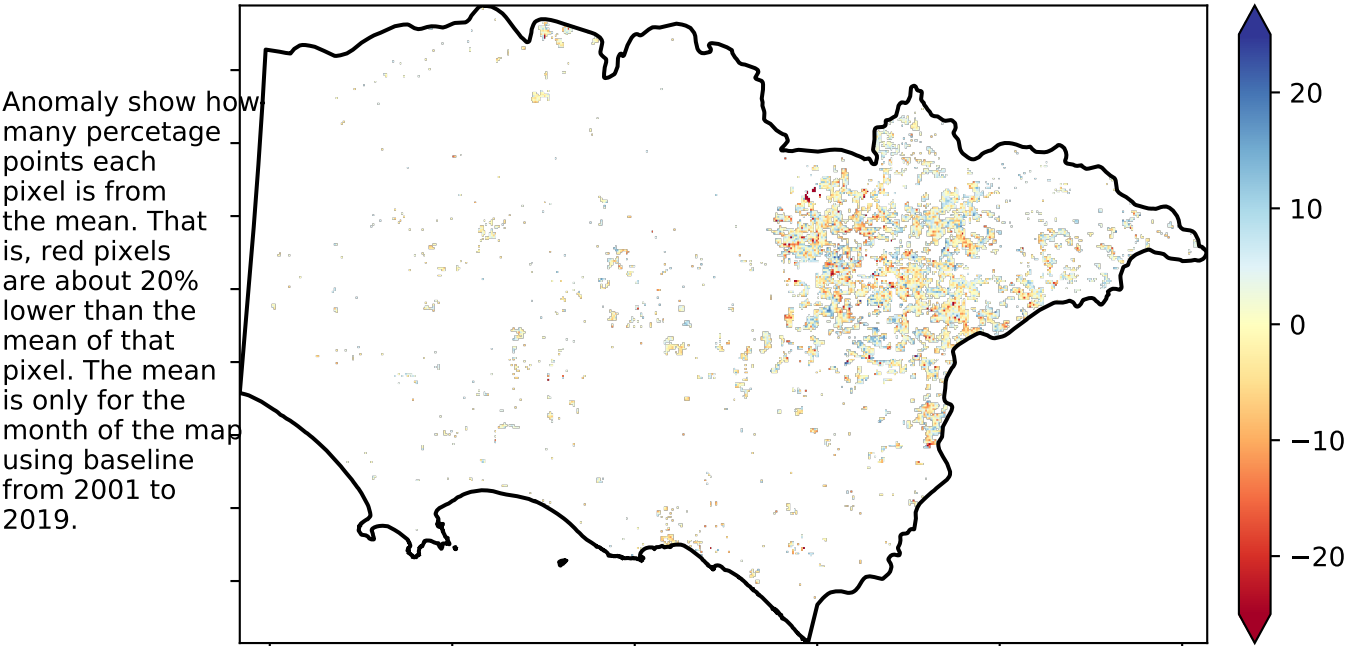 Anomaly show how
many percetage
points each
pixel is from
the mean. That
is, red pixels
are about 20%
lower than the
mean of that
pixel. The mean
is only for the
month of the map
using baseline
from 2001 to
2019.
20
10
0
−10
−20